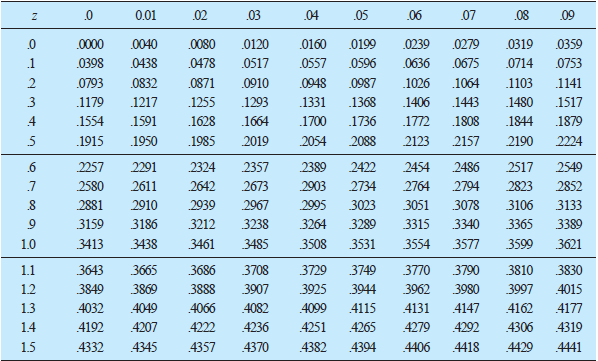 z .0 0.01 .02 .03 .04 .05 .06 .07 .08 .09
.0 .0000 .0040 .0080 .0120 .0160 .0199 .0239 .0279 .0319 .0359
.1 .0398 .0438 .0478 .0517 .0557 .0596 .0636 .0675 .0714 .0753
.2 .0793 .0832 .0871 .0910 .0948 .0987 .1026 .1064 .1103 .1141
.3 .1179 .1217 .1255 .1293 .1331 .1368 .1406 .1443 .1480 .1517
.4 .1554 .1591 .1628 .1664 .1700 .1736 .1772 .1808 .1844 .1879
.5 .1915 .1950 .1985 .2019 .2054 .2088 .2123 .2157 .2190 .2224
.6 .2257 .2291 .2324 .2357 .2389 .2422 .2454 .2486 .2517 .2549
.7 .2580 .2611 .2642 .2673 .2903 .2734 .2764 .2794 .2823 .2852
.8 .2881 .2910 .2939 .2967 .2995 .3023 .3051 .3078 .3106 .3133
.9 .3159 .3186 .3212 .3238 .3264 .3289 .3315 .3340 .3365 .3389
1.0 .3413 .3438 .3461 .3485 .3508 .3531 .3554 .3577 .3599 .3621
1.1 .3643 .3665 .3686 .3708 .3729 .3749 .3770 .3790 .3810 .3830
1.2 .3849 .3869 .3888 .3907 .3925 .3944 .3962 .3980 .3997 .4015
1.3 .4032 .4049 .4066 .4082 .4099 .4115 .4131 .4147 .4162 .4177
1.4 .4192 .4207 .4222 .4236 .4251 .4265 .4279 .4292 .4306 .4319
1.5 .4332 .4345 .4357 .4370 .4382 .4394 .4406 .4418 .4429 .4441